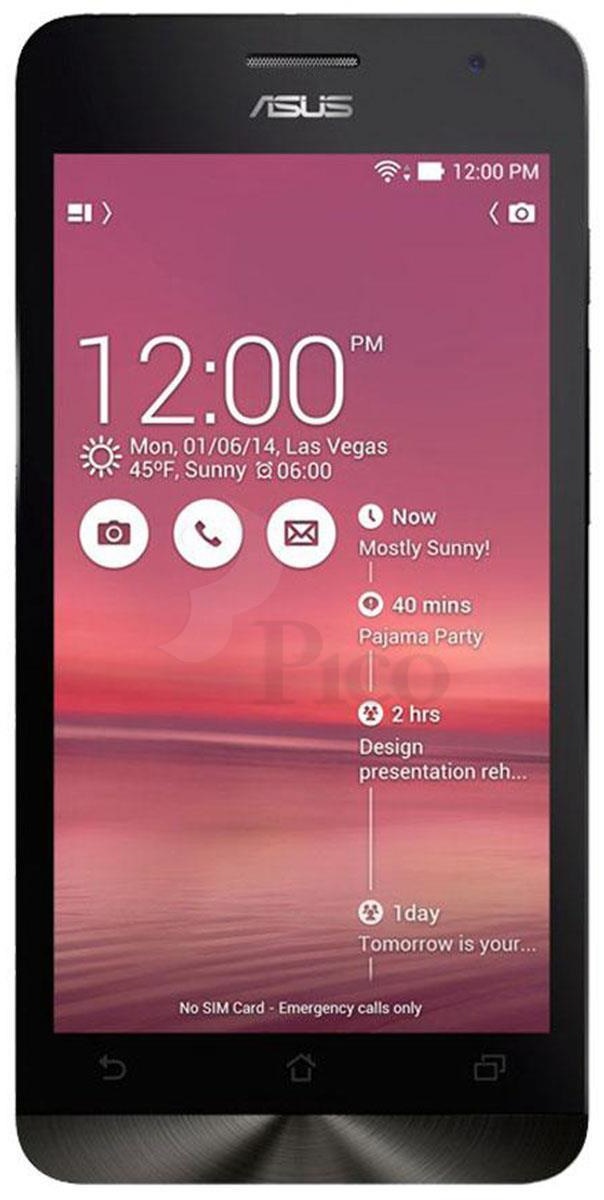 ASUS
12:00 PM
12:00 PM
Mon, 01/06/14, Las Vegas
45ºF, Sunny 06:00
Now
Mostly Sunny!
40 mins
Pajama Party
Pico
2 hrs
Design
presentation reh...
1day
Tomorrow is your...
No SIM Card - Emergency calls only